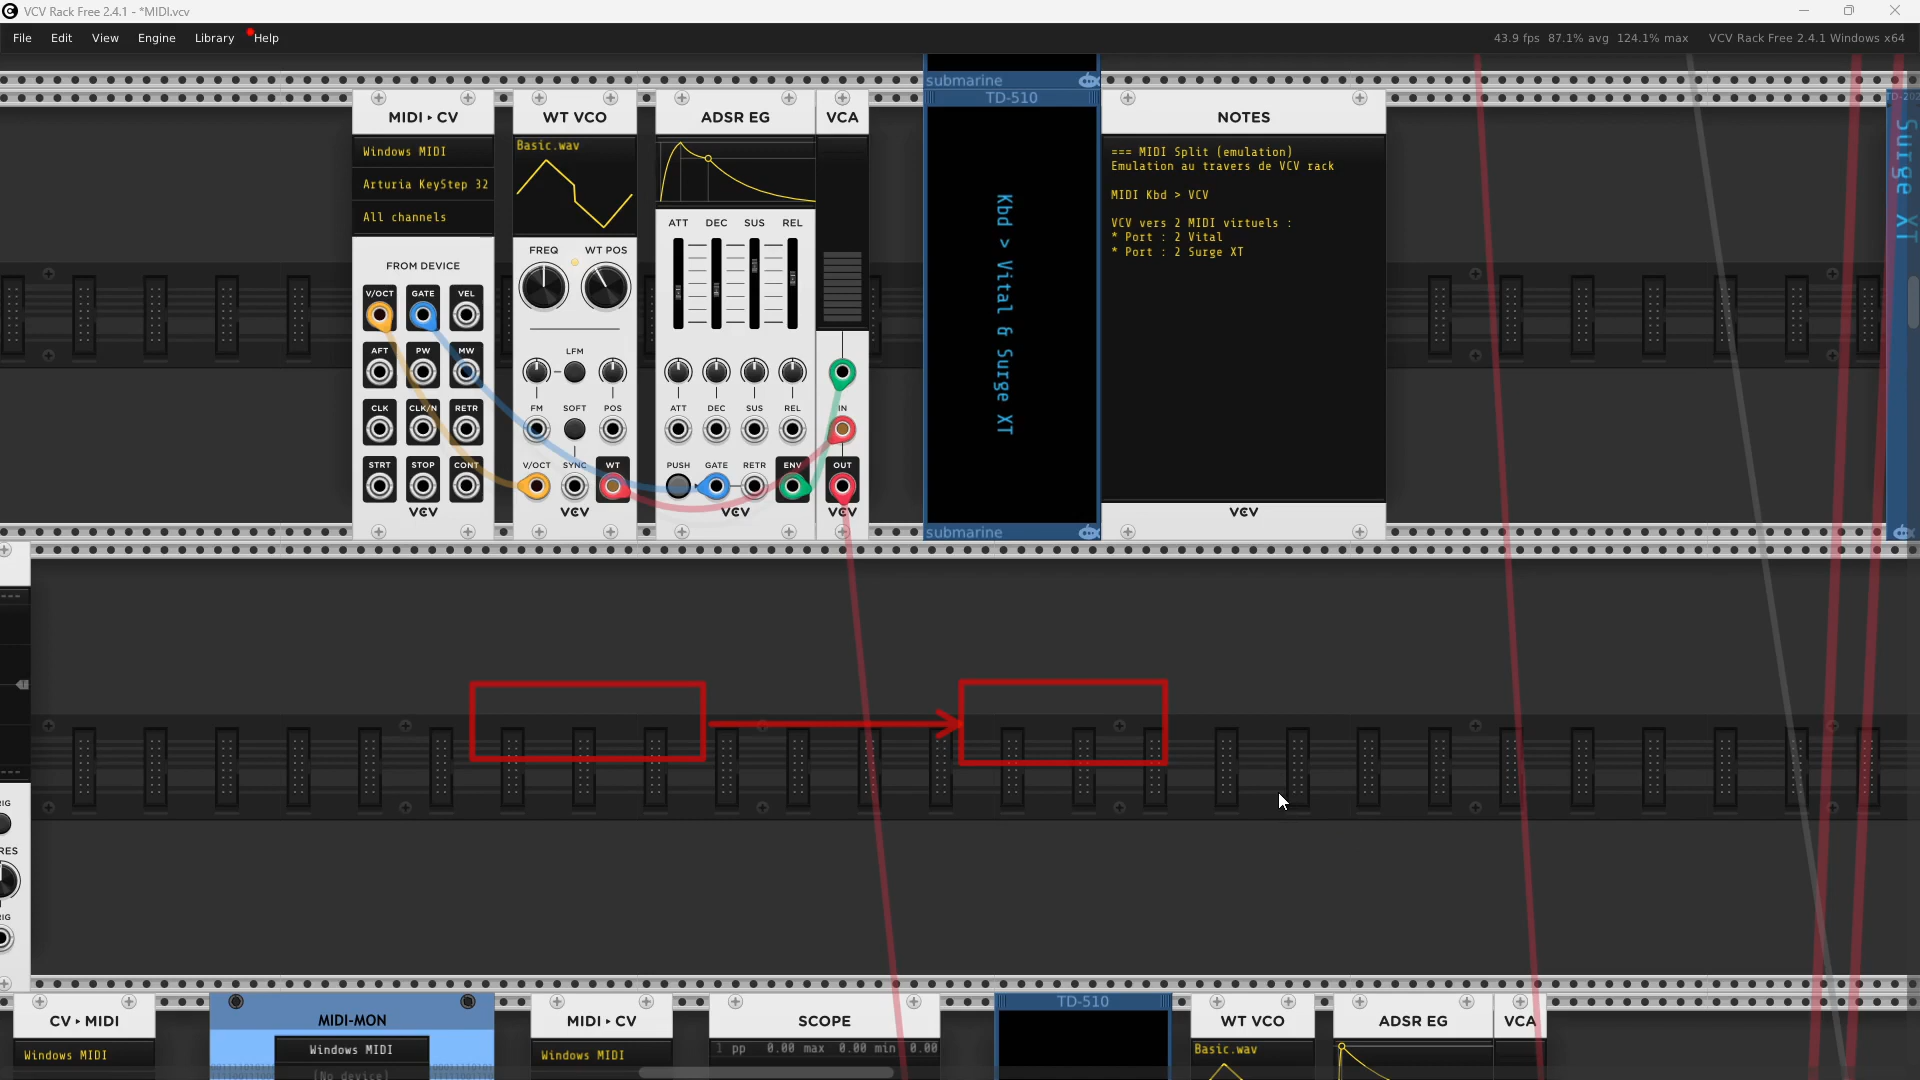 VCV Rack Free 2.4.1 - *MIDI.vcv
File Edit View Engine Library Help
43.9 fps 87.1% avg 124.1% max VCV Rack Free 2.4.1 Windows x64
submarine
TD-510
MIDI ▸ CV
Windows MIDI
Arturia KeyStep 32
All channels
FROM DEVICE
V/OCT GATE VEL
AFT PW MW
CLK CLK/N RETR
STRT STOP CONT
VCV
WT VCO
Basic.wav
FREQ WT POS
LFM
FM SOFT POS
V/OCT SYNC WT
VCV
ADSR EG
ATT DEC SUS REL
ATT DEC SUS REL
PUSH GATE RETR ENV
VCV
VCA
IN
OUT
VCV
Kbd > Vital & Surge XT
submarine
NOTES
=== MIDI Split (emulation)
Emulation au travers de VCV rack
MIDI Kbd > VCV
VCV vers 2 MIDI virtuels :
* Port : 2 Vital
* Port : 2 Surge XT
VCV
Surge XT
CV ▸ MIDI
Windows MIDI
MIDI-MON
Windows MIDI
(No device)
MIDI ▸ CV
Windows MIDI
SCOPE
1 pp 0.00 max 0.00 min 0.00
TD-510
WT VCO
Basic.wav
ADSR EG
VCA